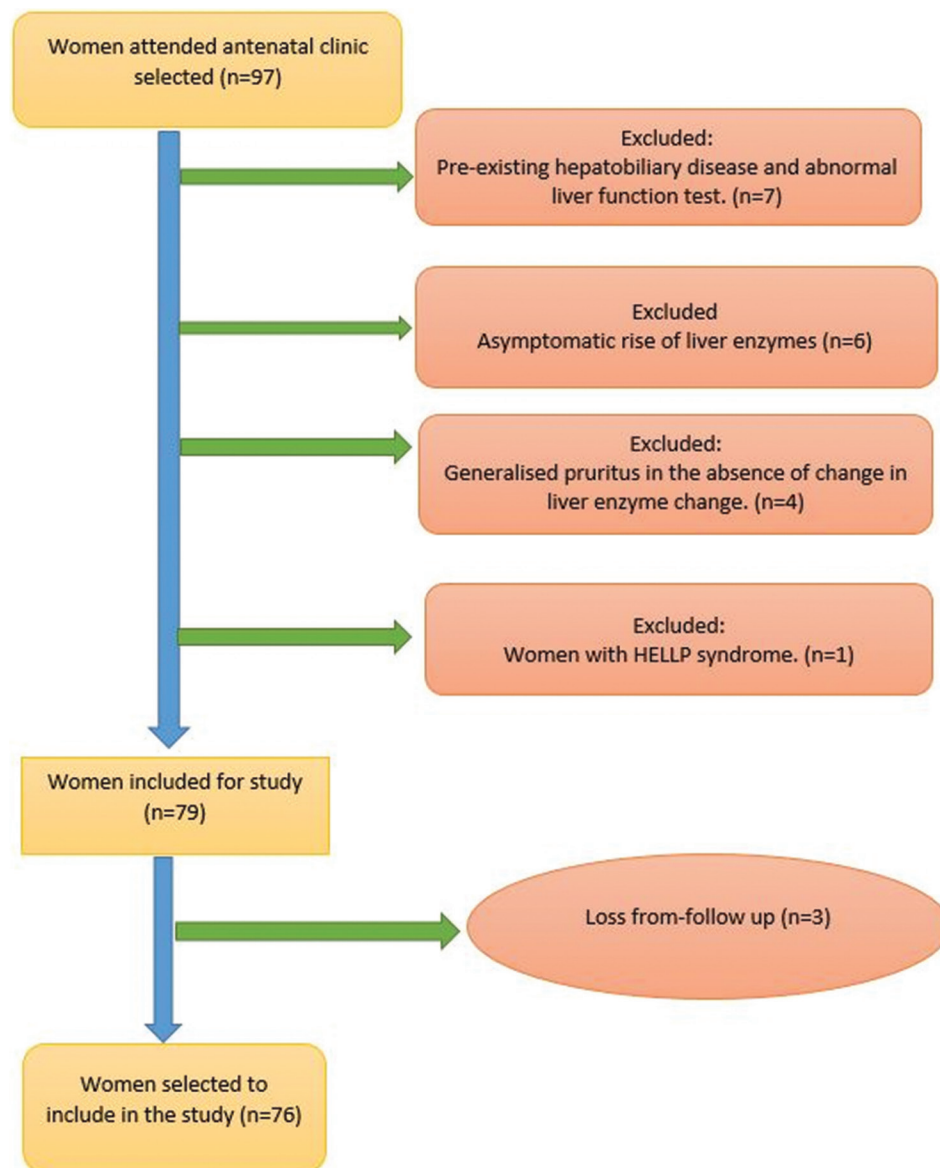 Women attended antenatal clinic
selected (n=97)
Excluded:
Pre-existing hepatobiliary disease and abnormal
liver function test. (n=7)
Excluded
Asymptomatic rise of liver enzymes (n=6)
Excluded:
Generalised pruritus in the absence of change in
liver enzyme change. (n=4)
Excluded:
Women with HELLP syndrome. (n=1)
Women included for study
(n=79)
Loss from-follow up (n=3)
Women selected to
include in the study (n=76)